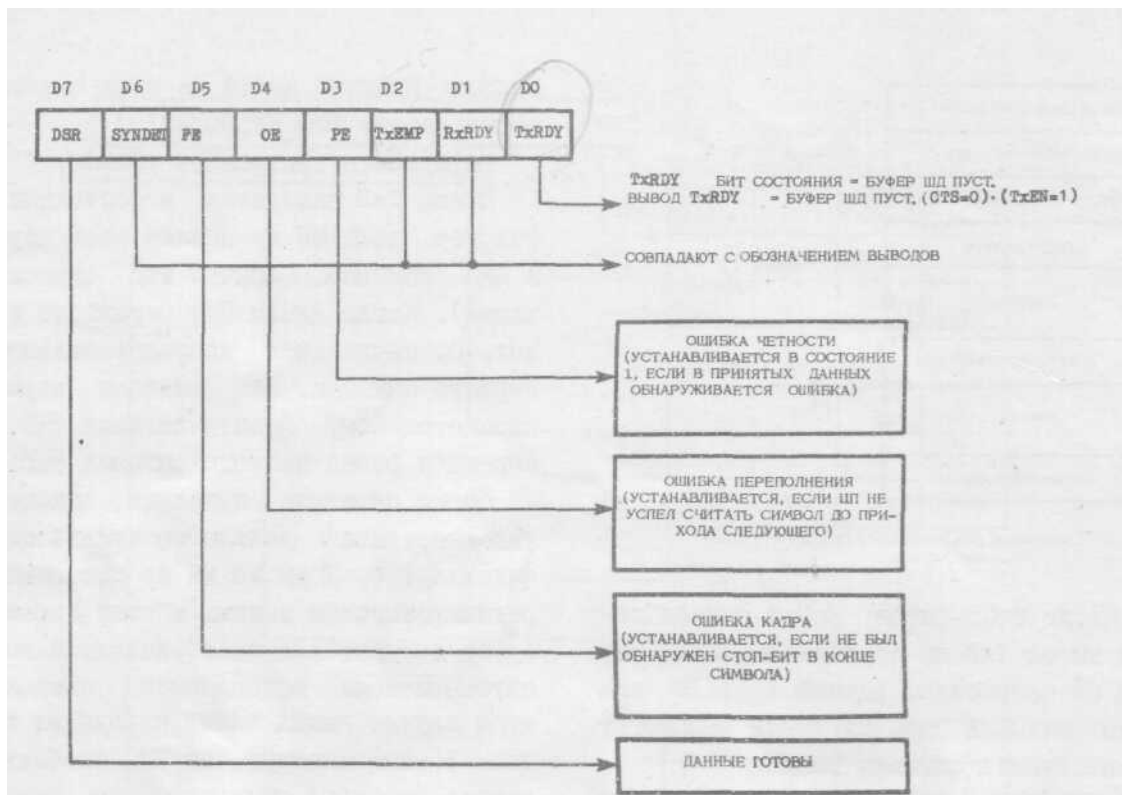 D7 D6 D5 D4 D3 D2 D1 D0
DSR SYNDET FE OE PE TxEMP RxRDY TxRDY
TxRDY БИТ СОСТОЯНИЯ = БУФЕР ШД ПУСТ.
ВЫВОД TxRDY = БУФЕР ШД ПУСТ, (CTS=0)·(TxEN=1)
СОВПАДАЮТ С ОБОЗНАЧЕНИЕМ ВЫВОДОВ
ОШИБКА ЧЕТНОСТИ
(УСТАНАВЛИВАЕТСЯ В СОСТОЯНИЕ
1, ЕСЛИ В ПРИНЯТЫХ ДАННЫХ
ОБНАРУЖИВАЕТСЯ ОШИБКА)
ОШИБКА ПЕРЕПОЛНЕНИЯ
(УСТАНАВЛИВАЕТСЯ, ЕСЛИ ЦП НЕ
УСПЕЛ СЧИТАТЬ СИМВОЛ ДО ПРИ-
ХОДА СЛЕДУЮЩЕГО)
ОШИБКА КАДРА
(УСТАНАВЛИВАЕТСЯ, ЕСЛИ НЕ БЫЛ
ОБНАРУЖЕН СТОП-БИТ В КОНЦЕ
СИМВОЛА)
ДАННЫЕ ГОТОВЫ